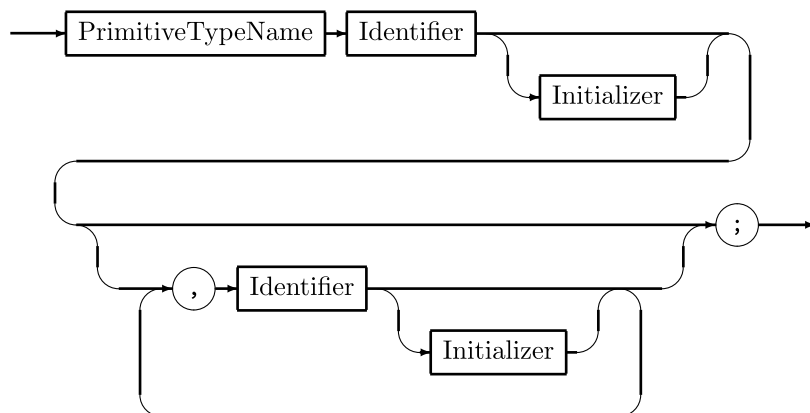 PrimitiveTypeName Identifier
Initializer
;
, Identifier
Initializer